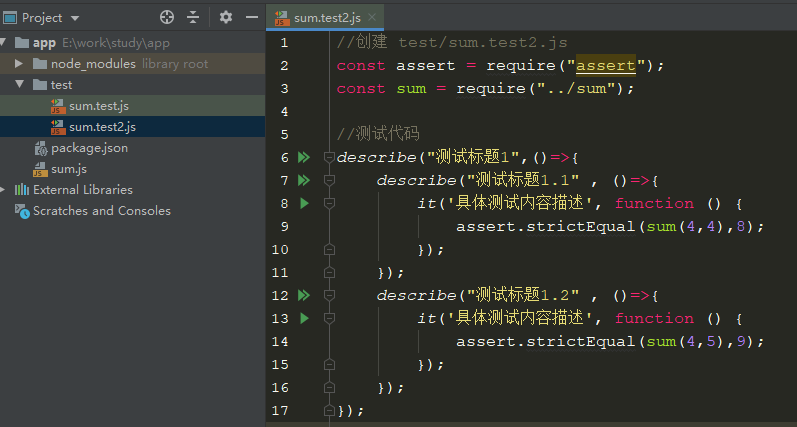 Project
app E:\work\study\app
node_modules library root
test
sum.test.js
sum.test2.js
package.json
sum.js
External Libraries
Scratches and Consoles
sum.test2.js
1 //创建 test/sum.test2.js
2 const assert = require("assert");
3 const sum = require("../sum");
4
5 //测试代码
6 describe("测试标题1",()=>{
7 describe("测试标题1.1" , ()=>{
8 it('具体测试内容描述', function () {
9 assert.strictEqual(sum(4,4),8);
10 });
11 });
12 describe("测试标题1.2" , ()=>{
13 it('具体测试内容描述', function () {
14 assert.strictEqual(sum(4,5),9);
15 });
16 });
17 });